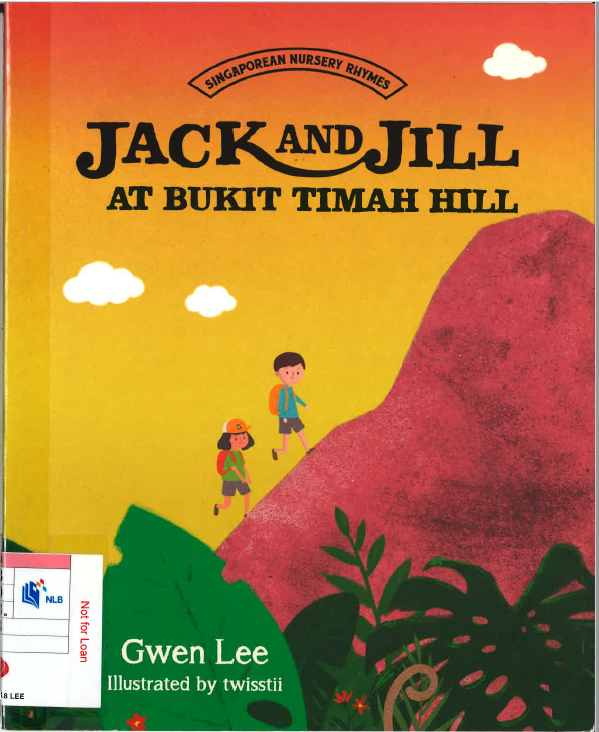 SINGAPOREAN NURSERY RHYMES
JACK AND JILL
AT BUKIT TIMAH HILL
NLB
Not for Loan
8 LEE
Gwen Lee
Illustrated by twisstii